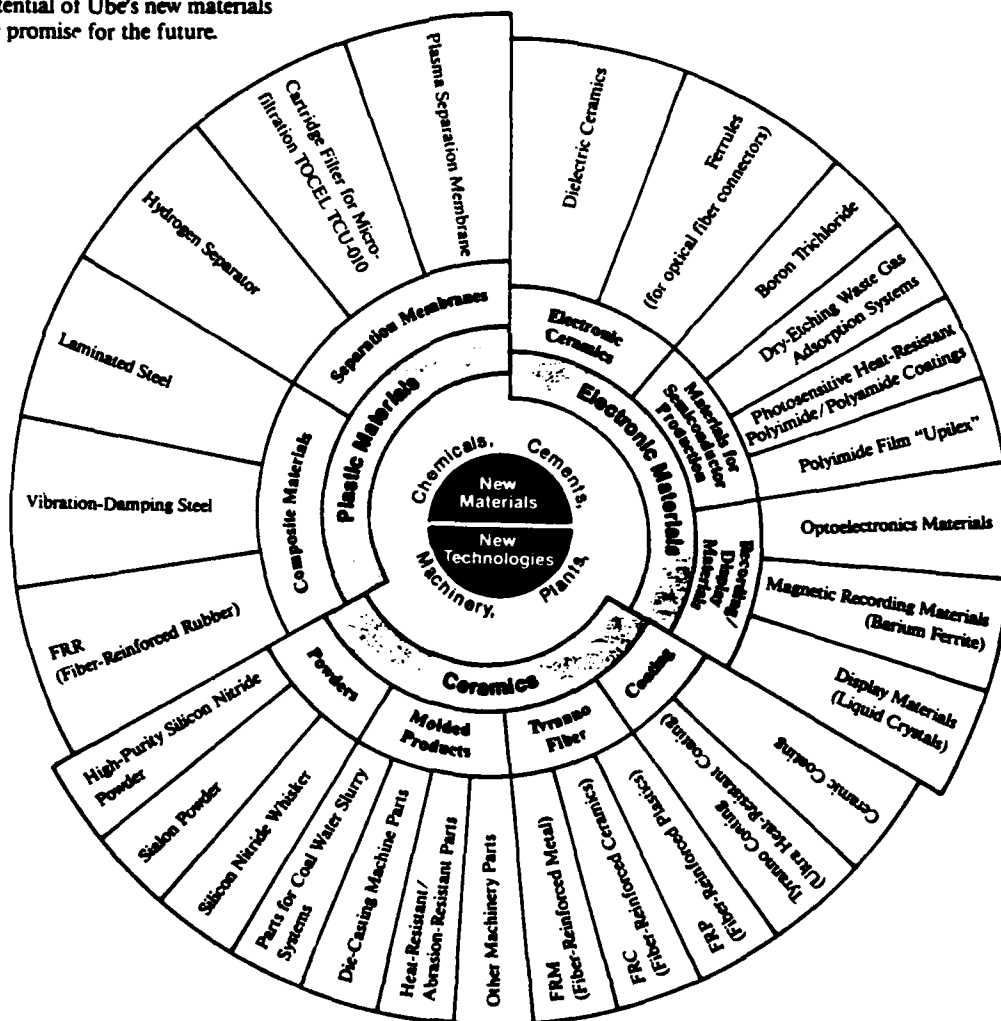 tential of Ube's new materials
promise for the future.
Plasma Separation Membrane
Cartridge Filter for Micro-
filtration TOCEL TCU-010
Hydrogen Separator
Laminated Steel
Vibration-Damping Steel
FRR
(Fiber-Reinforced Rubber)
Dielectric Ceramics
Ferrules
(for optical fiber connectors)
Boron Trichloride
Dry-Etching Waste Gas
Adsorption Systems
Photosensitive Heat-Resistant
Polyimide/Polyamide Coatings
Polyimide Film "Upilex"
Optoelectronics Materials
Magnetic Recording Materials
(Barium Ferrite)
Display Materials
(Liquid Crystals)
Ceramic Coating
Tyranno Coating
(Ultra Heat-Resistant Coating)
FRP
(Fiber-Reinforced Plastics)
FRC
(Fiber-Reinforced Ceramics)
FRM
(Fiber-Reinforced Metal)
Other Machinery Parts
Heat-Resistant/
Abrasion-Resistant Parts
Die-Casting Machine Parts
Parts for Coal Water Slurry
Systems
Silicon Nitride Whisker
Sialon Powder
High-Purity Silicon Nitride
Powder
Separation Membranes
Composite Materials
Electronic
Ceramics
Materials for
Semiconductor
Production
Recording/
Display
Materials
Coating
Tyranno
Fiber
Molded
Products
Powders
Plastic Materials
Electronic Materials
Ceramics
Chemicals,
Cements,
Machinery,
Plants,
New
Materials
New
Technologies